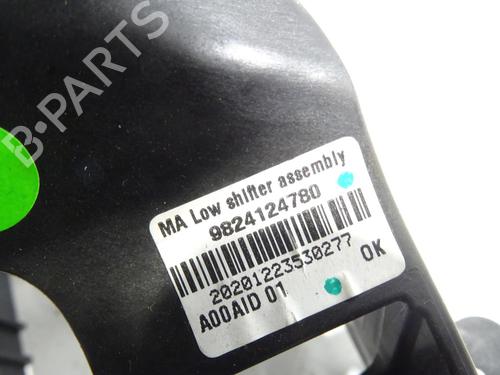 B-PARTS
MA Low shifter assembly
9824124780
20201223530277
A00AID 01
OK